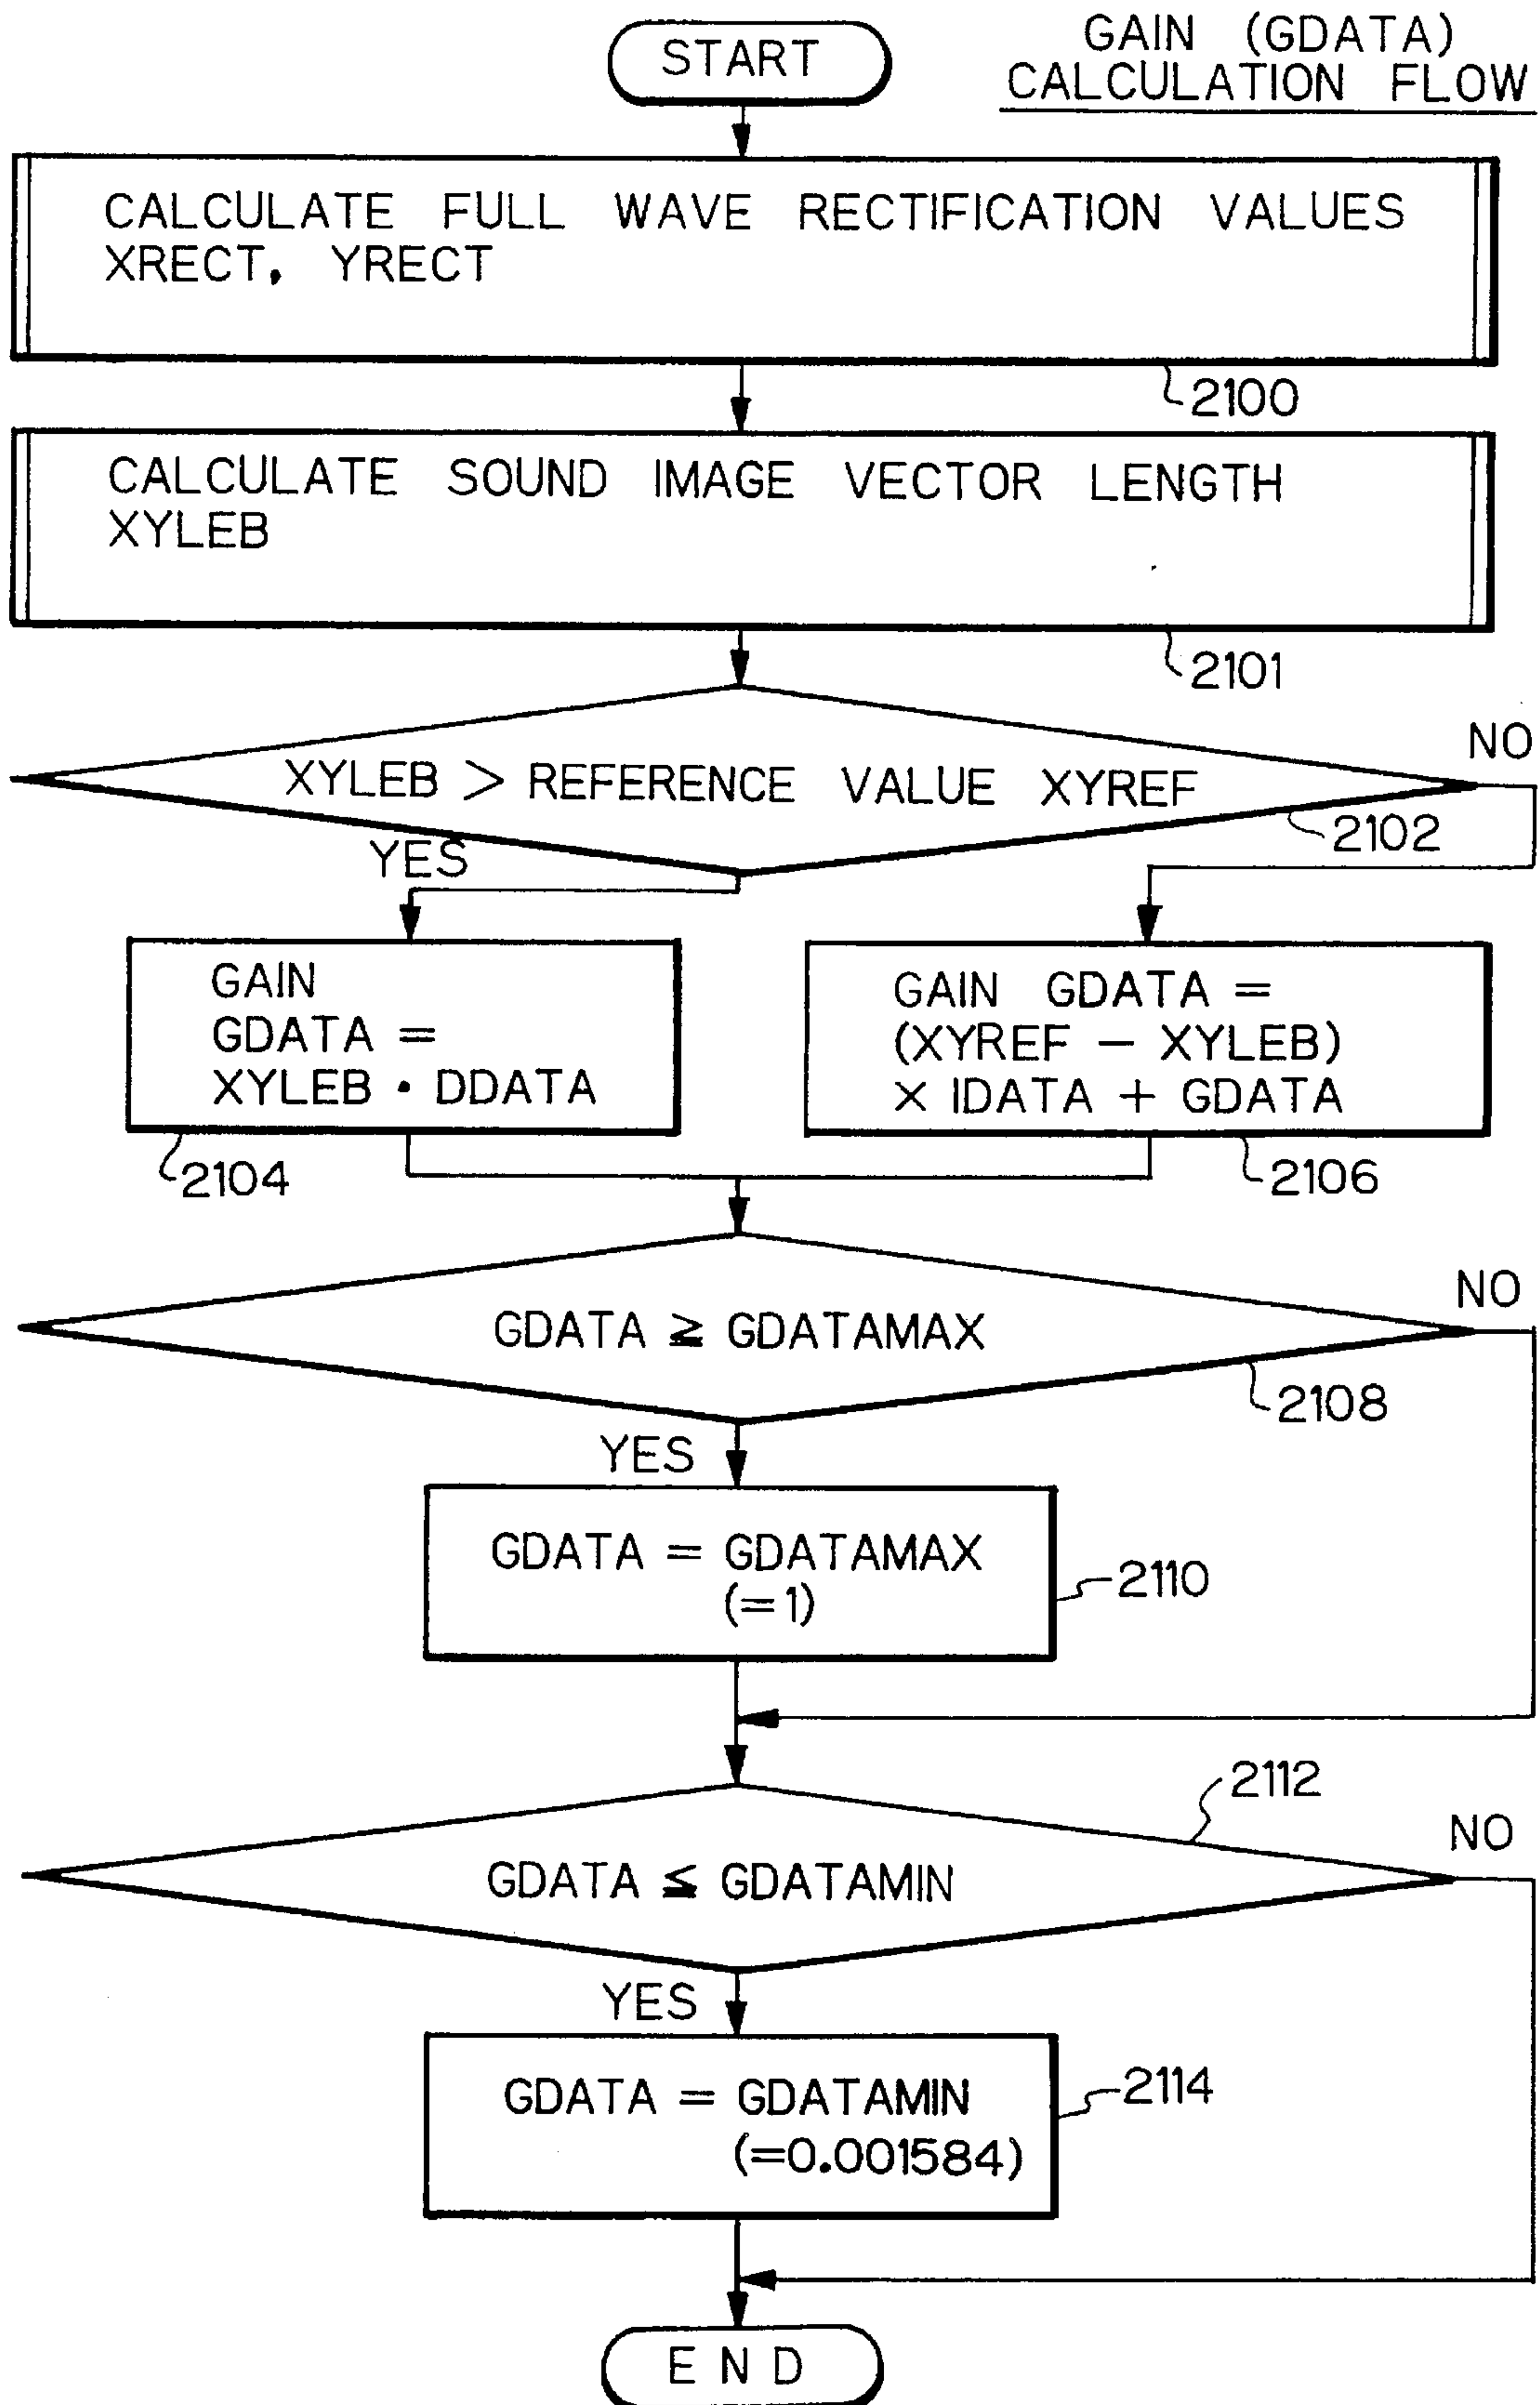 START
GAIN (GDATA)
CALCULATION FLOW
CALCULATE FULL WAVE RECTIFICATION VALUES
XRECT. YRECT
2100
CALCULATE SOUND IMAGE VECTOR LENGTH
XYLEB
2101
NO
XYLEB > REFERENCE VALUE XYREF
2102
YES
GAIN
GDATA =
XYLEB · DDATA
2104
GAIN GDATA =
(XYREF − XYLEB)
× IDATA + GDATA
2106
NO
GDATA ≧ GDATAMAX
2108
YES
GDATA = GDATAMAX
(=1)
2110
2112
NO
GDATA ≦ GDATAMIN
YES
GDATA = GDATAMIN
(=0.001584)
2114
END